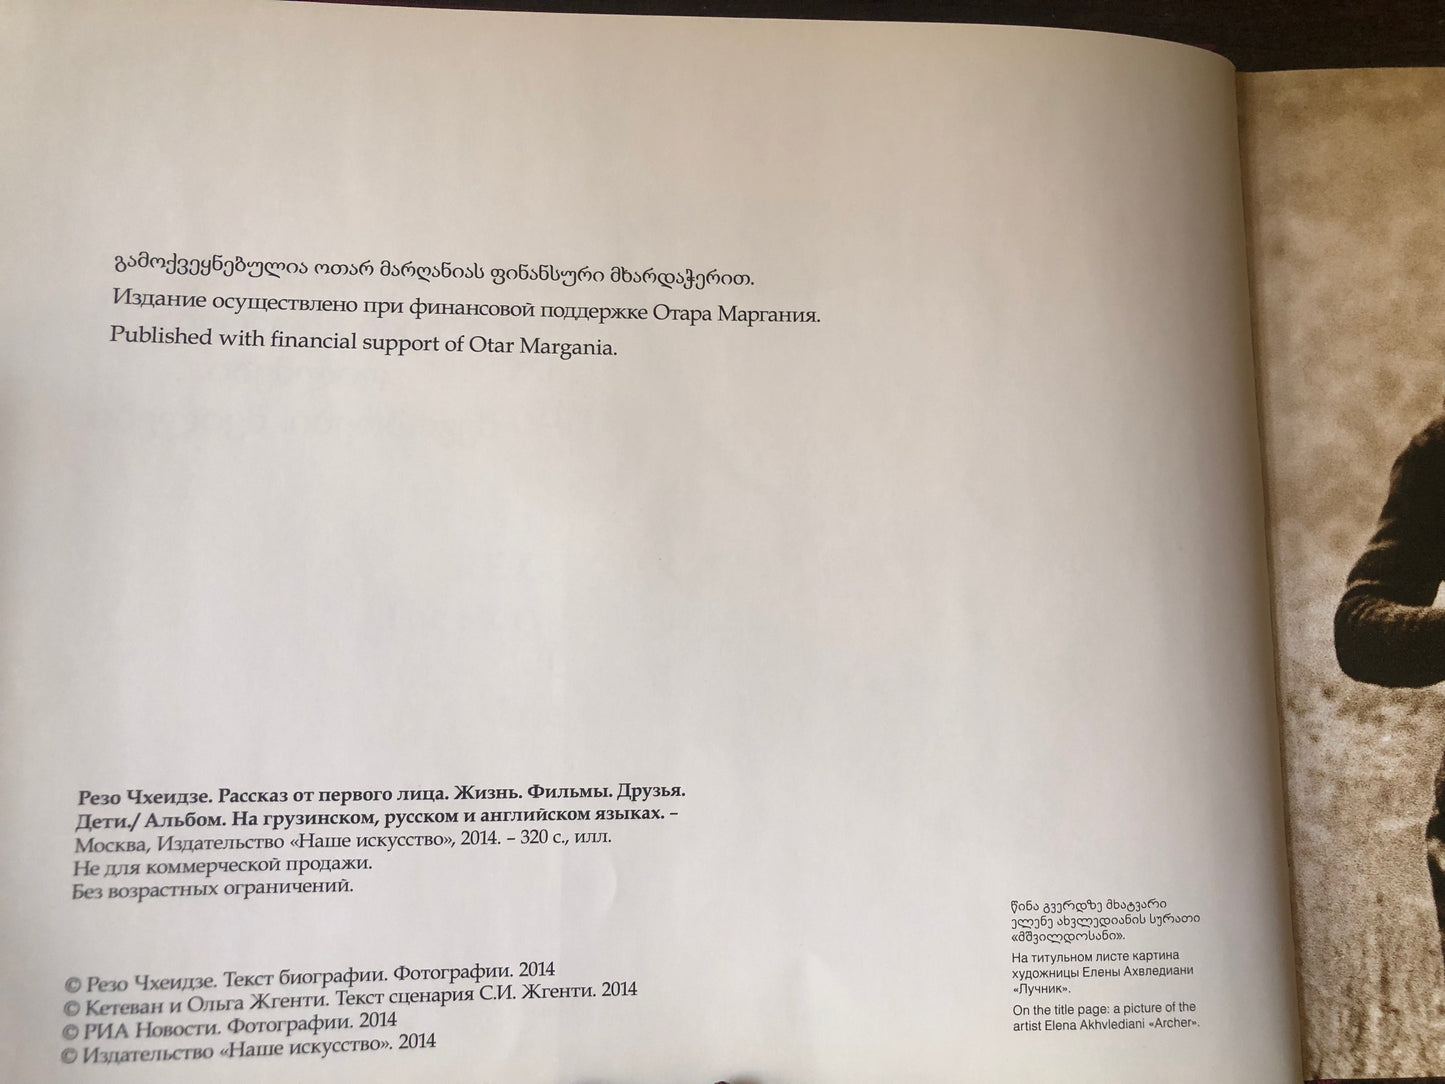 გამოქვეყნებულია ოთარ მარღანიას ფინანსური მხარდაჭერით.
Издание осуществлено при финансовой поддержке Отара Маргания.
Published with financial support of Otar Margania.
Резо Чхеидзе. Рассказ от первого лица. Жизнь. Фильмы. Друзья.
Дети./ Альбом. На грузинском, русском и английском языках. –
Москва, Издательство «Наше искусство», 2014. – 320 с., илл.
Не для коммерческой продажи.
Без возрастных ограничений.
© Резо Чхеидзе. Текст биографии. Фотографии. 2014
© Кетеван и Ольга Жгенти. Текст сценария С.И. Жгенти. 2014
© РИА Новости. Фотографии. 2014
© Издательство «Наше искусство». 2014
წინა გვერდზე მხატვარი
ელენე ახვლედიანის სურათი
«მშვილდოსანი».
На титульном листе картина
художницы Елены Ахвледиани
«Лучник».
On the title page: a picture of the
artist Elena Akhvlediani «Archer».